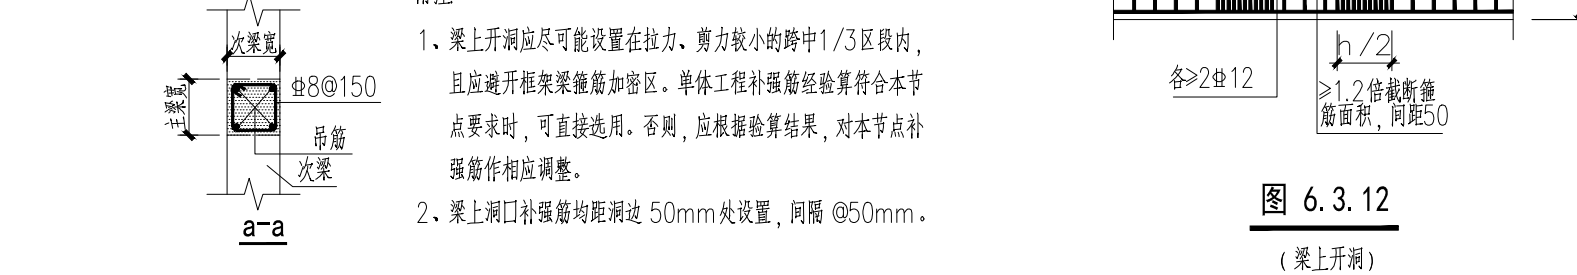 次梁宽
主梁宽
⌽8@150
吊筋
次梁
a-a
1、梁上开洞应尽可能设置在拉力、剪力较小的跨中1/3区段内，
且应避开框架梁箍筋加密区。单体工程补强筋经验算符合本节
点要求时，可直接选用。否则，应根据验算结果，对本节点补
强筋作相应调整。
2、梁上洞口补强筋均距洞边 50mm处设置，间隔 @50mm。
各≥2⌽12
h/2
≥1.2倍截断箍
筋面积，间距50
图 6.3.12
（梁上开洞）